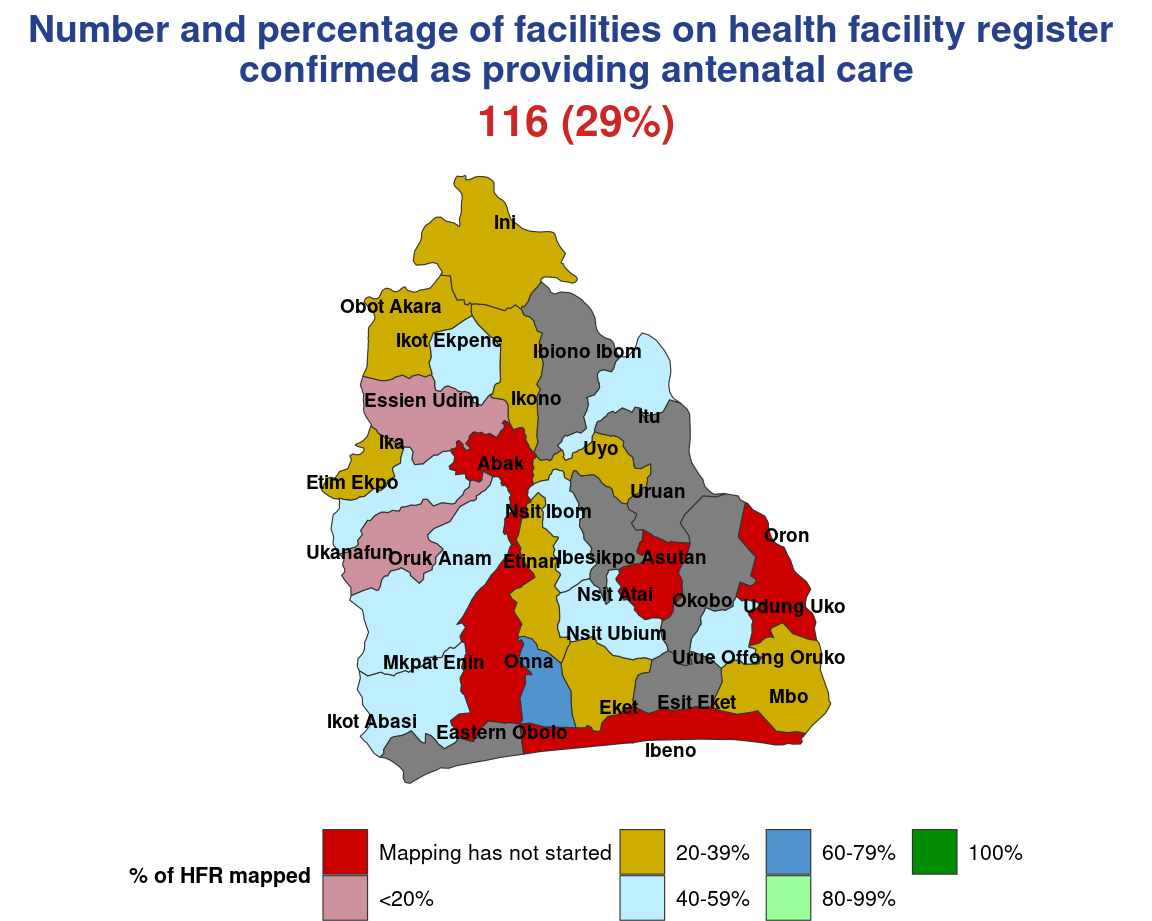 Number and percentage of facilities on health facility register
confirmed as providing antenatal care
116 (29%)
Ini
Obot Akara
Ikot Ekpene
Ibiono Ibom
Essien Udim
Ikono
Itu
Ika
Uyo
Abak
Etim Ekpo
Uruan
Nsit Ibom
Oron
Ukanafun
Oruk Anam
Etinan
Ibesikpo Asutan
Nsit Atai
Okobo
Udung Uko
Nsit Ubium
Mkpat Enin
Onna
Urue Offong Oruko
Mbo
Esit Eket
Eket
Ikot Abasi
Eastern Obolo
Ibeno
% of HFR mapped
Mapping has not started
<20%
20-39%
40-59%
60-79%
80-99%
100%